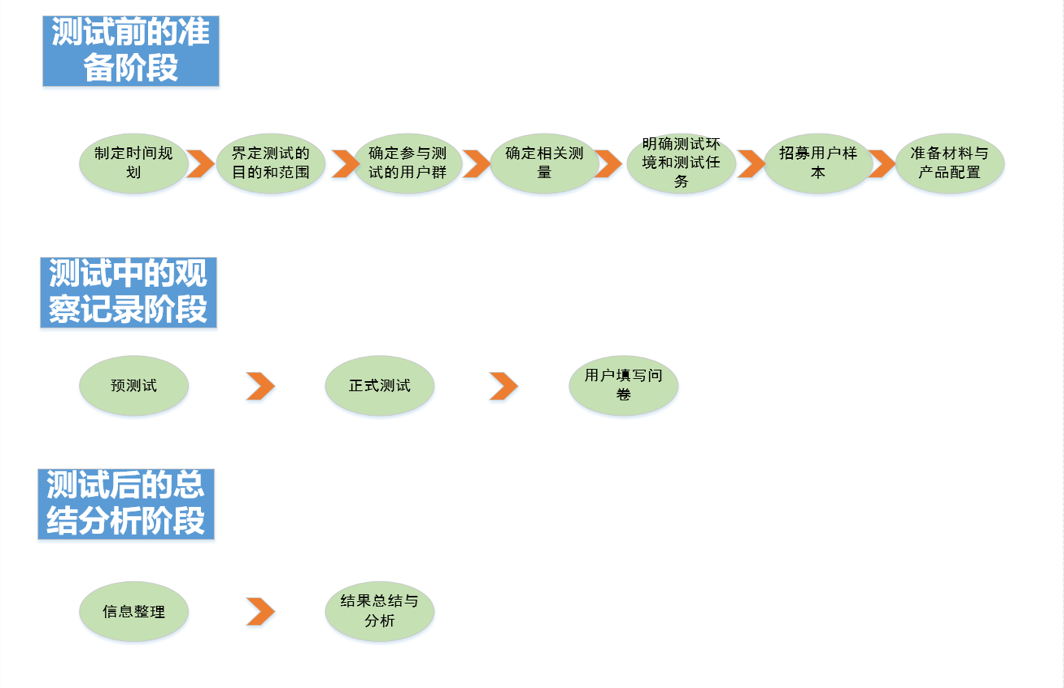 测试前的准
备阶段
制定时间规
划
界定测试的
目的和范围
确定参与测
试的用户群
确定相关测
量
明确测试环
境和测试任
务
招募用户样
本
准备材料与
产品配置
测试中的观
察记录阶段
预测试
正式测试
用户填写问
卷
测试后的总
结分析阶段
信息整理
结果总结与
分析